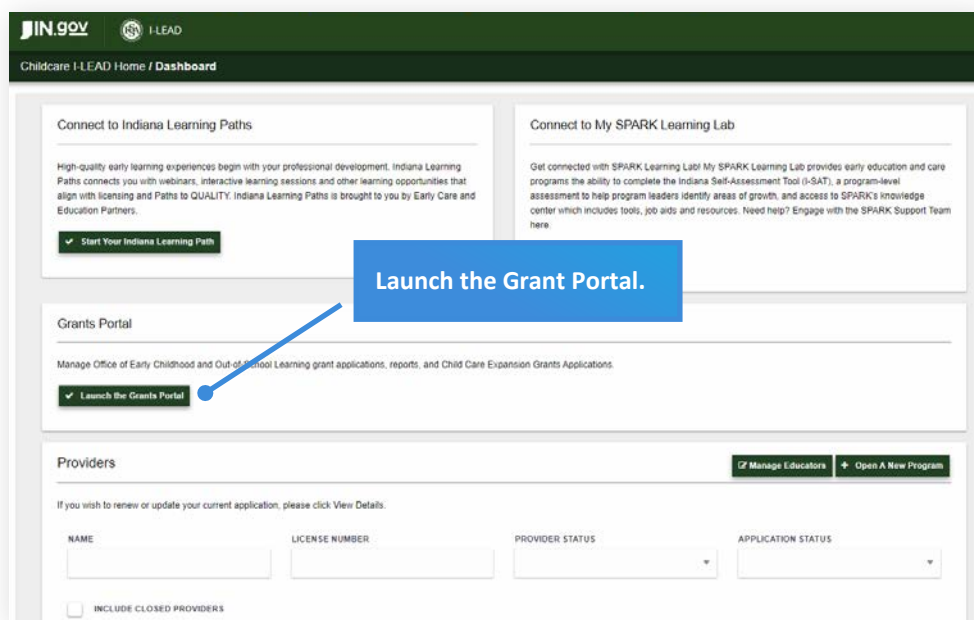 IN.gov I-LEAD
Childcare I-LEAD Home / Dashboard
Connect to Indiana Learning Paths
High-quality early learning experiences begin with your professional development. Indiana Learning
Paths connects you with webinars, interactive learning sessions and other learning opportunities that
align with licensing and Paths to QUALITY. Indiana Learning Paths is brought to you by Early Care and
Education Partners.
Start Your Indiana Learning Path
Connect to My SPARK Learning Lab
Get connected with SPARK Learning Lab! My SPARK Learning Lab provides early education and care
programs the ability to complete the Indiana Self-Assessment Tool (I-SAT), a program-level
assessment to help program leaders identify areas of growth, and access to SPARK's knowledge
center which includes tools, job aids and resources. Need help? Engage with the SPARK Support Team
here.
Launch the Grant Portal.
Grants Portal
Manage Office of Early Childhood and Out-of-School Learning grant applications, reports, and Child Care Expansion Grants Applications.
Launch the Grants Portal
Providers
Manage Educators
+ Open A New Program
If you wish to renew or update your current application, please click View Details.
NAME
LICENSE NUMBER
PROVIDER STATUS
APPLICATION STATUS
INCLUDE CLOSED PROVIDERS